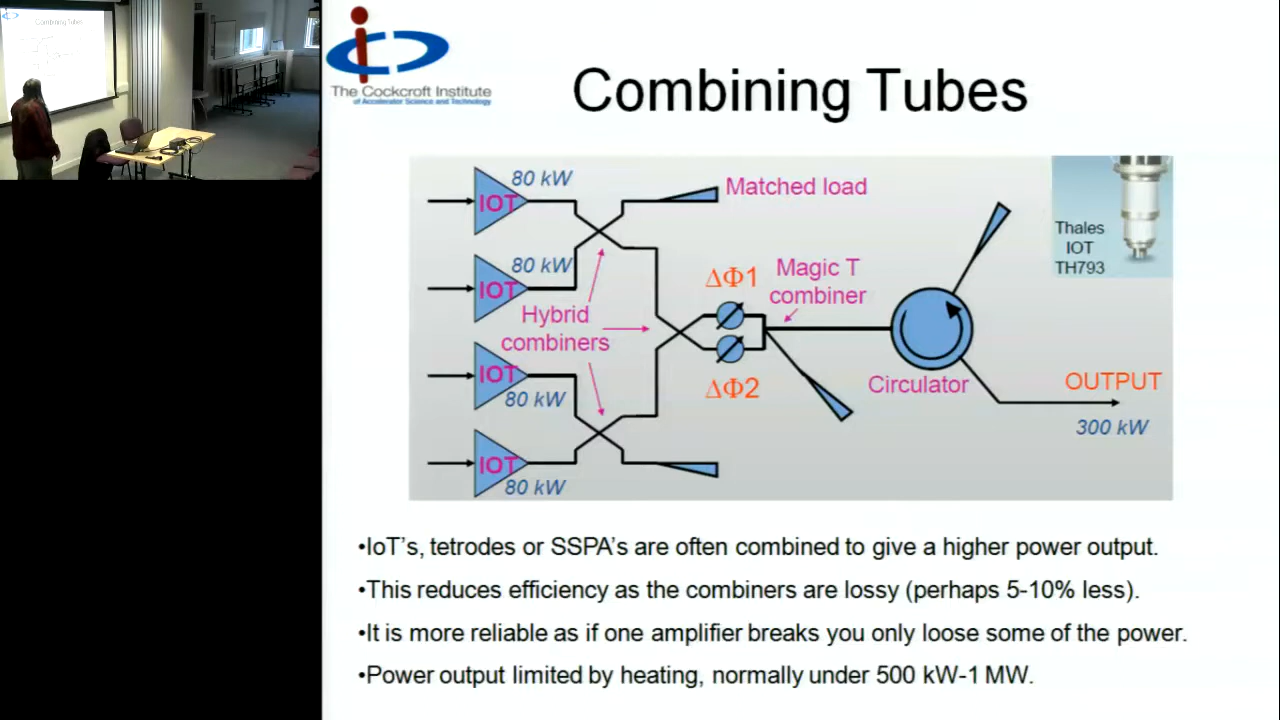 Combining Tubes
The Cockcroft Institute
of Accelerator Science and Technology
Combining Tubes
80 kW
IOT
Matched load
80 kW
IOT
Hybrid
combiners
ΔΦ1
Magic T
combiner
Thales
IOT
TH793
IOT
80 kW
ΔΦ2
Circulator
OUTPUT
300 kW
IOT
80 kW
•IoT's, tetrodes or SSPA's are often combined to give a higher power output.
•This reduces efficiency as the combiners are lossy (perhaps 5-10% less).
•It is more reliable as if one amplifier breaks you only loose some of the power.
•Power output limited by heating, normally under 500 kW-1 MW.